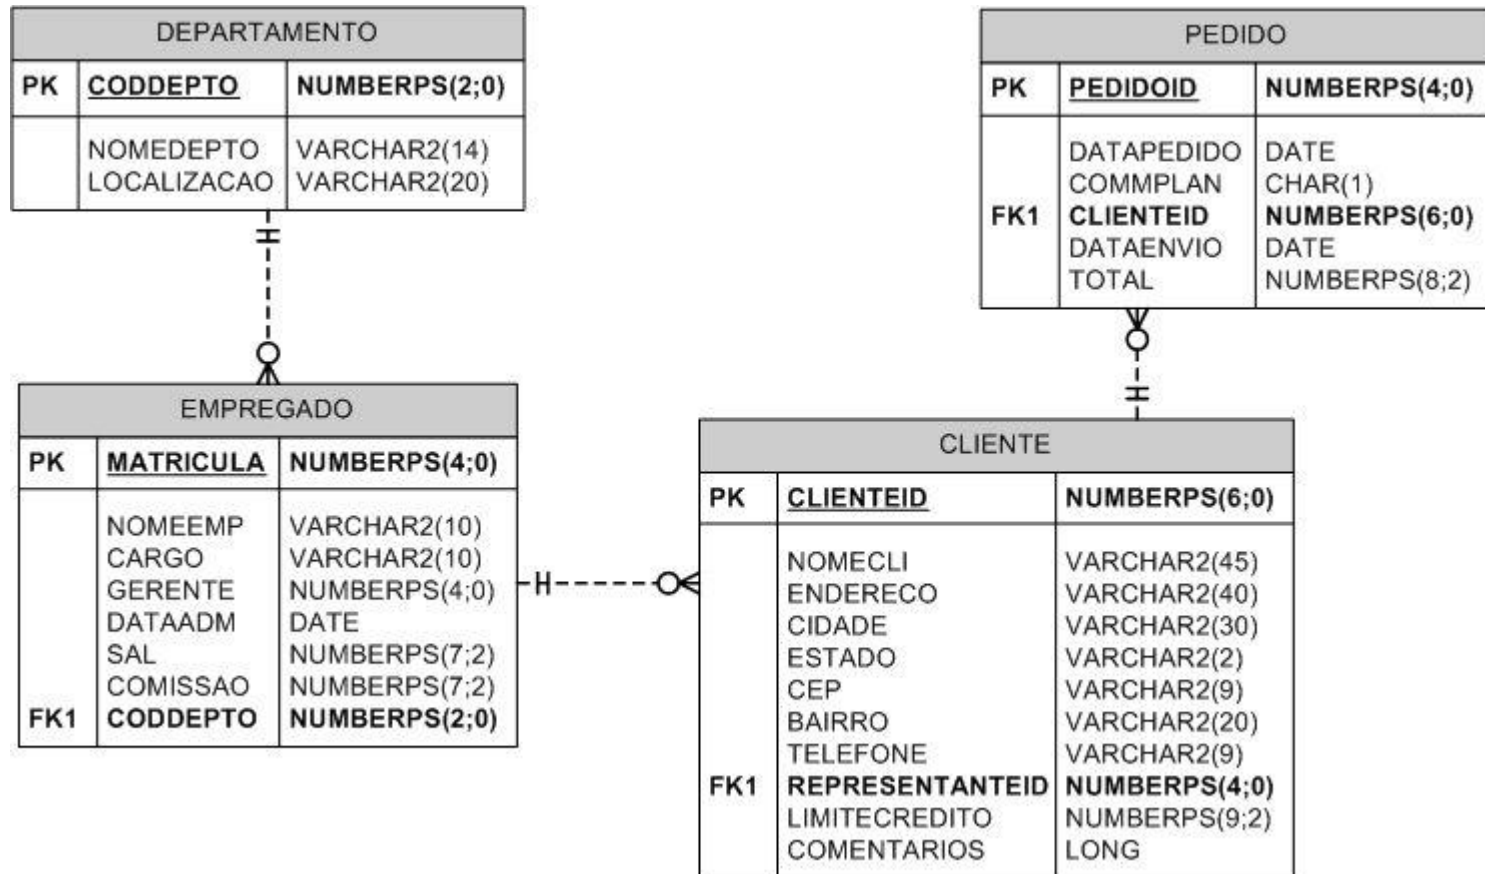 DEPARTAMENTO
PK CODDEPTO NUMBERPS(2;0)
NOMEDEPTO VARCHAR2(14)
LOCALIZACAO VARCHAR2(20)
PEDIDO
PK PEDIDOID NUMBERPS(4;0)
DATAPEDIDO DATE
COMMPLAN CHAR(1)
FK1 CLIENTEID NUMBERPS(6;0)
DATAENVIO DATE
TOTAL NUMBERPS(8;2)
EMPREGADO
PK MATRICULA NUMBERPS(4;0)
NOMEEMP VARCHAR2(10)
CARGO VARCHAR2(10)
GERENTE NUMBERPS(4;0)
DATAADM DATE
SAL NUMBERPS(7;2)
COMISSAO NUMBERPS(7;2)
FK1 CODDEPTO NUMBERPS(2;0)
CLIENTE
PK CLIENTEID NUMBERPS(6;0)
NOMECLI VARCHAR2(45)
ENDERECO VARCHAR2(40)
CIDADE VARCHAR2(30)
ESTADO VARCHAR2(2)
CEP VARCHAR2(9)
BAIRRO VARCHAR2(20)
TELEFONE VARCHAR2(9)
FK1 REPRESENTANTEID NUMBERPS(4;0)
LIMITECREDITO NUMBERPS(9;2)
COMENTARIOS LONG